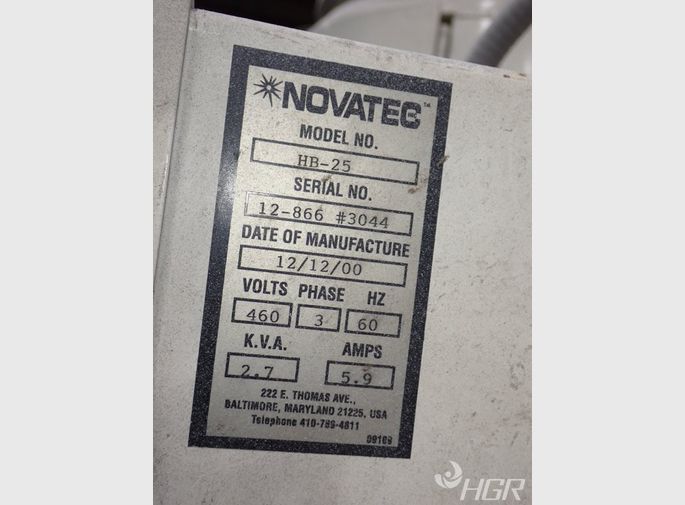 NOVATEC™
MODEL NO.
HB-25
SERIAL NO.
12-866 #3044
DATE OF MANUFACTURE
12/12/00
VOLTS PHASE HZ
460 3 60
K.V.A. AMPS
2.7 5.9
222 E. THOMAS AVE.,
BALTIMORE, MARYLAND 21225, USA
Telephone 410-789-4811
09169
HGR